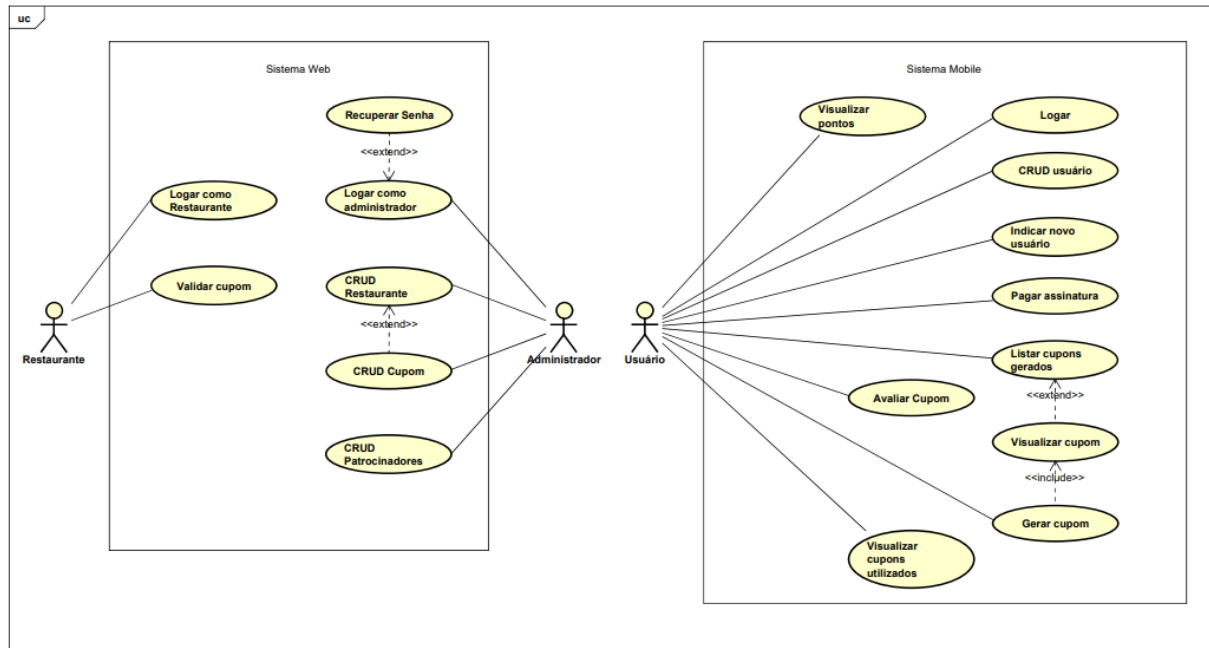 uc
Sistema Web
Recuperar Senha
<<extend>>
Logar como
administrador
Logar como
Restaurante
Validar cupom
CRUD
Restaurante
<<extend>>
CRUD Cupom
CRUD
Patrocinadores
Restaurante
Administrador
Usuário
Sistema Mobile
Visualizar
pontos
Logar
CRUD usuário
Indicar novo
usuário
Pagar assinatura
Listar cupons
gerados
<<extend>>
Avaliar Cupom
Visualizar cupom
<<include>>
Gerar cupom
Visualizar
cupons
utilizados